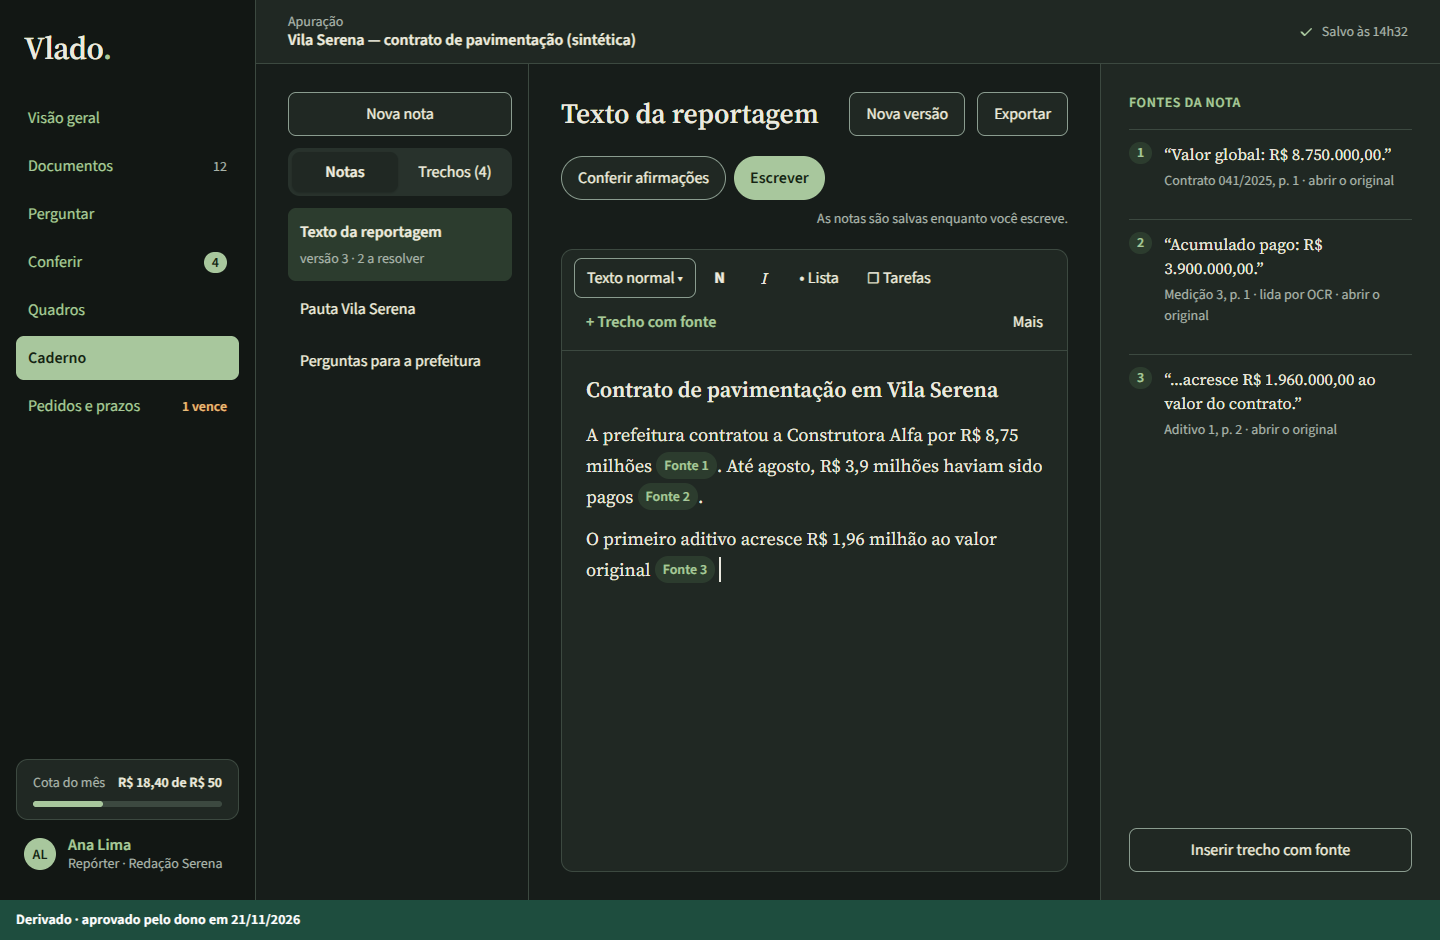 Vlado.
Visão geral
Documentos 12
Perguntar
Conferir 4
Quadros
Caderno
Pedidos e prazos 1 vence
Cota do mês R$ 18,40 de R$ 50
AL
Ana Lima
Repórter · Redação Serena
Apuração
Vila Serena — contrato de pavimentação (sintética)
Salvo às 14h32
Nova nota
Notas Trechos (4)
Texto da reportagem
versão 3 · 2 a resolver
Pauta Vila Serena
Perguntas para a prefeitura
Texto da reportagem
Nova versão Exportar
Conferir afirmações Escrever
As notas são salvas enquanto você escreve.
Texto normal ▾ N I • Lista ☐ Tarefas
+ Trecho com fonte Mais
Contrato de pavimentação em Vila Serena
A prefeitura contratou a Construtora Alfa por R$ 8,75
milhões Fonte 1 . Até agosto, R$ 3,9 milhões haviam sido
pagos Fonte 2 .
O primeiro aditivo acresce R$ 1,96 milhão ao valor
original Fonte 3
FONTES DA NOTA
1 “Valor global: R$ 8.750.000,00.”
Contrato 041/2025, p. 1 · abrir o original
2 “Acumulado pago: R$
3.900.000,00.”
Medição 3, p. 1 · lida por OCR · abrir o
original
3 “…acresce R$ 1.960.000,00 ao
valor do contrato.”
Aditivo 1, p. 2 · abrir o original
Inserir trecho com fonte
Derivado · aprovado pelo dono em 21/11/2026